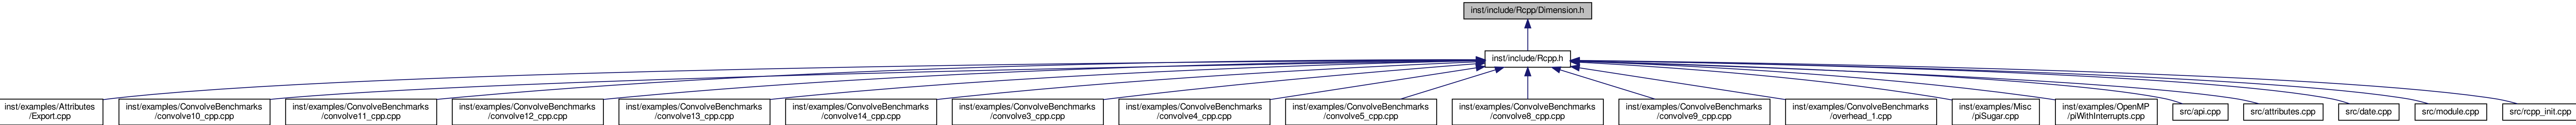 inst/include/Rcpp/Dimension.h
inst/include/Rcpp.h
inst/examples/Attributes
/Export.cpp
inst/examples/ConvolveBenchmarks
/convolve10_cpp.cpp
inst/examples/ConvolveBenchmarks
/convolve11_cpp.cpp
inst/examples/ConvolveBenchmarks
/convolve12_cpp.cpp
inst/examples/ConvolveBenchmarks
/convolve13_cpp.cpp
inst/examples/ConvolveBenchmarks
/convolve14_cpp.cpp
inst/examples/ConvolveBenchmarks
/convolve3_cpp.cpp
inst/examples/ConvolveBenchmarks
/convolve4_cpp.cpp
inst/examples/ConvolveBenchmarks
/convolve5_cpp.cpp
inst/examples/ConvolveBenchmarks
/convolve8_cpp.cpp
inst/examples/ConvolveBenchmarks
/convolve9_cpp.cpp
inst/examples/ConvolveBenchmarks
/overhead_1.cpp
inst/examples/Misc
/piSugar.cpp
inst/examples/OpenMP
/piWithInterrupts.cpp
src/api.cpp
src/attributes.cpp
src/date.cpp
src/module.cpp
src/rcpp_init.cpp